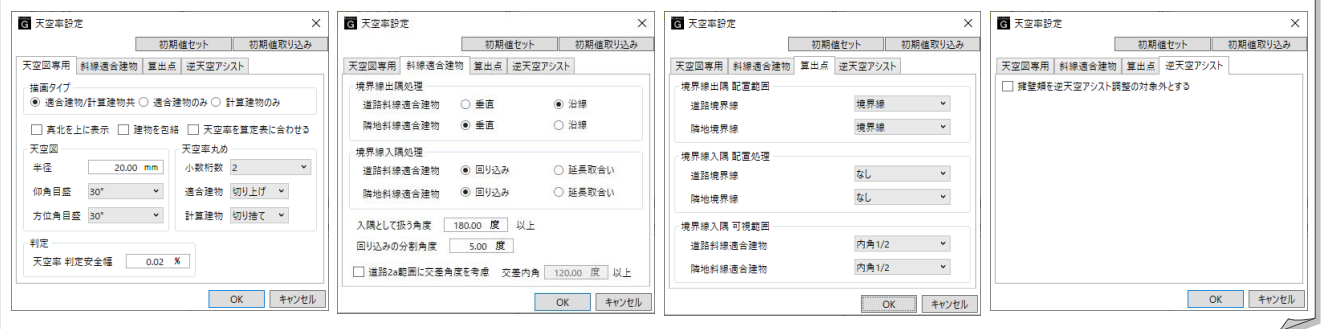 G 天空率設定 ×
初期値セット 初期値取り込み
天空図専用 斜線適合建物 算出点 逆天空アシスト
描画タイプ
適合建物/計算建物共 適合建物のみ 計算建物のみ
真北を上に表示 建物を包絡 天空率を算定表に合わせる
天空図
半径 20.00 mm
仰角目盛 30°
方位角目盛 30°
天空率丸め
小数桁数 2
適合建物 切り上げ
計算建物 切り捨て
判定
天空率 判定安全幅 0.02 %
OK キャンセル
G 天空率設定 ×
初期値セット 初期値取り込み
天空図専用 斜線適合建物 算出点 逆天空アシスト
境界線出隅処理
道路斜線適合建物 垂直 沿線
隣地斜線適合建物 垂直 沿線
境界線入隅処理
道路斜線適合建物 回り込み 延長取合い
隣地斜線適合建物 回り込み 延長取合い
入隅として扱う角度 180.00 度 以上
回り込みの分割角度 5.00 度
道路2a範囲に交差角度を考慮 交差内角 120.00 度 以上
OK キャンセル
G 天空率設定 ×
初期値セット 初期値取り込み
天空図専用 斜線適合建物 算出点 逆天空アシスト
境界線出隅 配置範囲
道路境界線 境界線
隣地境界線 境界線
境界線入隅 配置処理
道路境界線 なし
隣地境界線 なし
境界線入隅 可視範囲
道路斜線適合建物 内角1/2
隣地斜線適合建物 内角1/2
OK キャンセル
G 天空率設定 ×
初期値セット 初期値取り込み
天空図専用 斜線適合建物 算出点 逆天空アシスト
擁壁類を逆天空アシスト調整の対象外とする
OK キャンセル